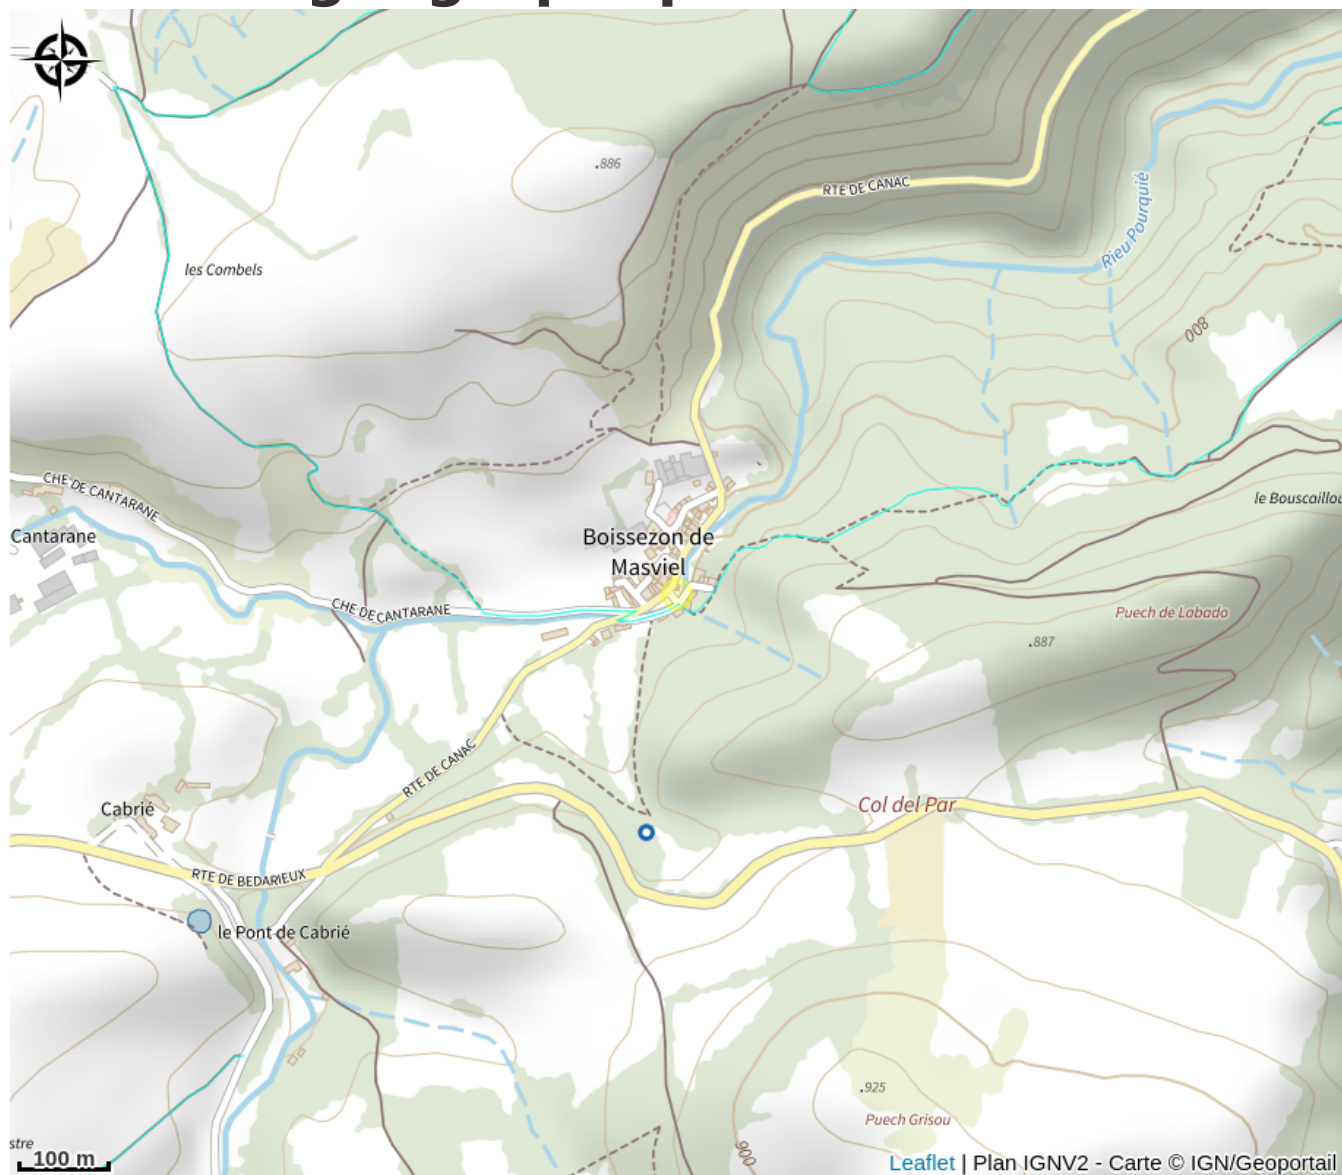 .886
RTE DE CANAC
Rieu Pourquié
les Combels
800
CHE DE CANTARANE
Cantarane
le Bouscaillou
Boissezon de
Masviel
CHE DE CANTARANE
Puech de Labado
.887
RTE DE CANAC
Cabrié
Col del Par
RTE DE BEDARIEUX
le Pont de Cabrié
.925
Puech Grisou
900
stre
100 m
Leaflet | Plan IGNV2 - Carte © IGN/Geoportail